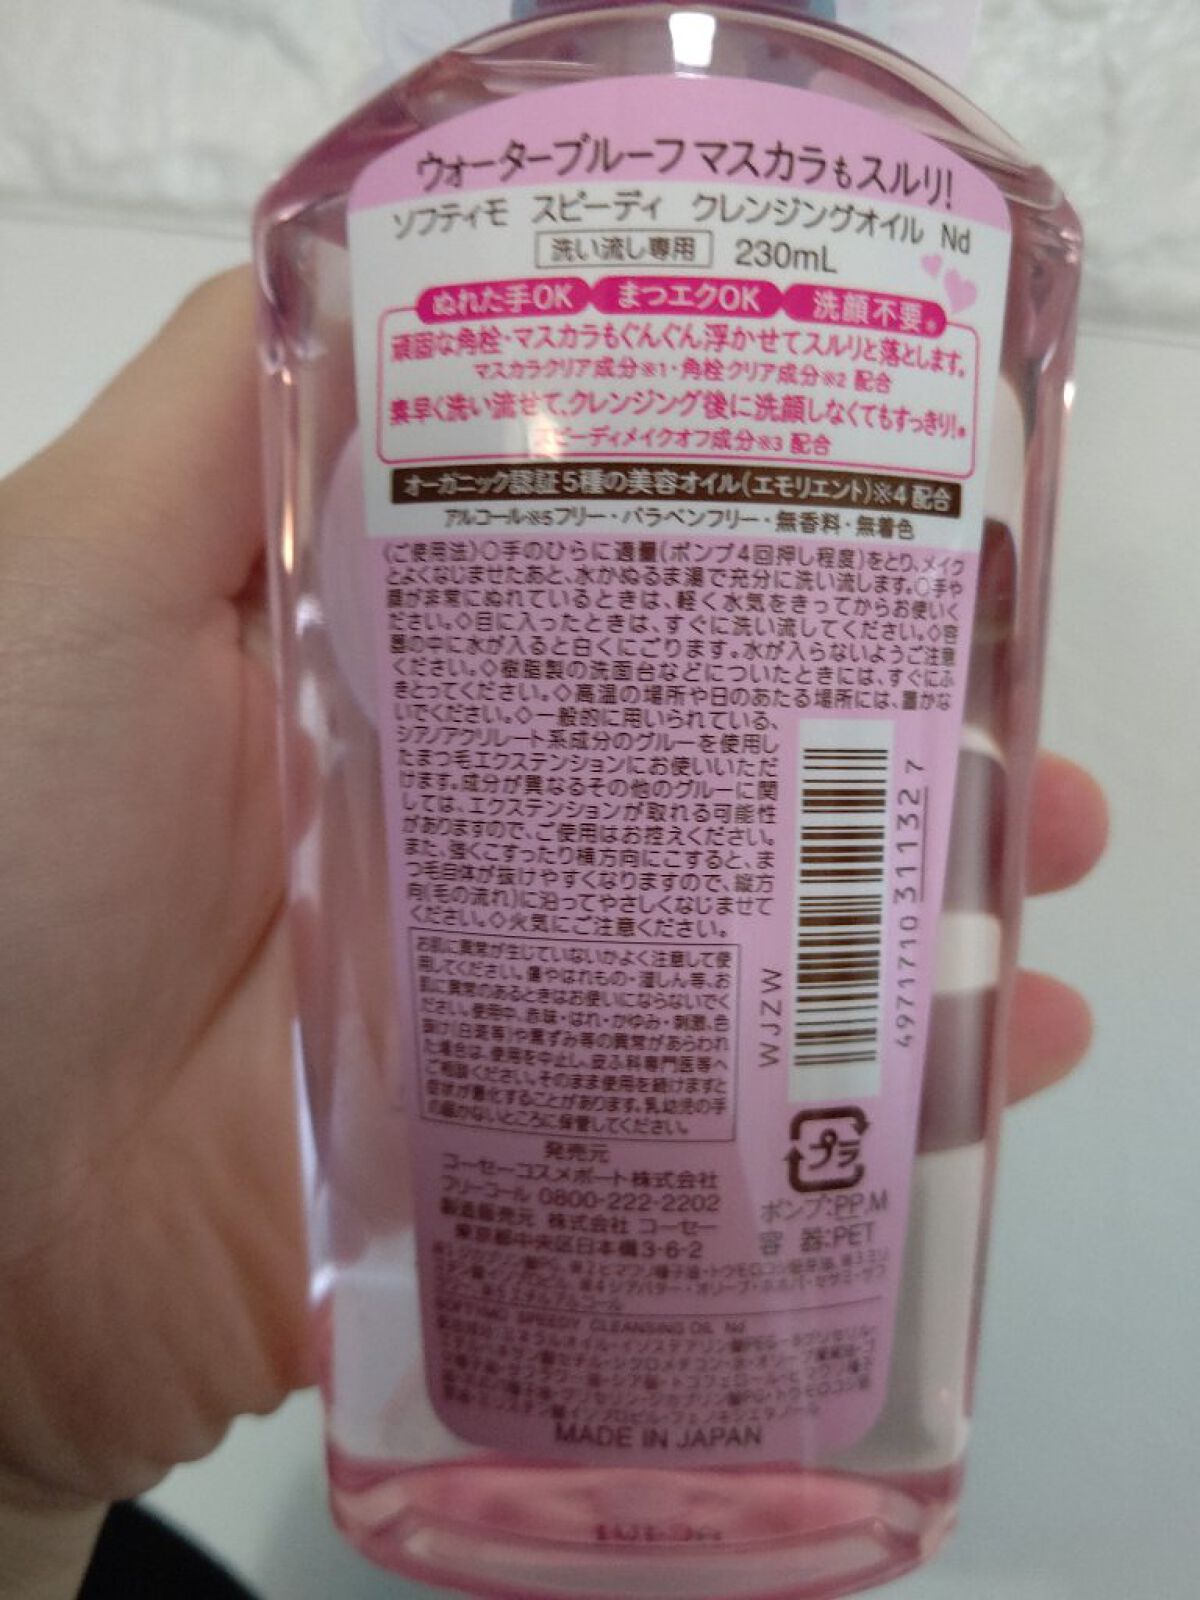 ウォータープルーフマスカラもスルリ!
ソフティモ スピーディ クレンジングオイル Nd
洗い流し専用 230mL
ぬれた手OK まつエクOK 洗顔不要。
頑固な角栓・マスカラもぐんぐん浮かせてスルリと落とします。
マスカラクリア成分※1・角栓クリア成分※2 配合
素早く洗い流せて、クレンジング後に洗顔しなくてもすっきり!。
スピーディメイクオフ成分※3 配合
オーガニック認証5種の美容オイル(エモリエント)※4配合
アルコール※5フリー・パラベンフリー・無香料・無着色
〈ご使用法〉○手のひらに適量(ポンプ4回押し程度)をとり、メイク
とよくなじませたあと、水かぬるま湯で充分に洗い流します。○手や
顔が非常にぬれているときは、軽く水気をきってからお使いく
ださい。◇目に入ったときは、すぐに洗い流してください。◇容
器の中に水が入ると白くにごります。水が入らないようご注意
ください。◇樹脂製の洗面台などについたときには、すぐにふ
きとってください。◇高温の場所や日のあたる場所には、置かな
いでください。◇一般的に用いられている、
シアノアクリレート系成分のグルーを使用し
たまつ毛エクステンションにお使いいただ
けます。成分が異なるその他のグルーに関
しては、エクステンションが取れる可能性
がありますので、ご使用はお控えください。
また、強くこすったり横方向にこすると、ま
つ毛自体が抜けやすくなりますので、縦方
向(毛の流れ)に沿ってやさしくなじませて
ください。◇火気にご注意ください。
お肌に異常が生じていないかよく注意して使
用してください。傷やはれもの・湿しん等、お
肌に異常のあるときはお使いにならないでく
ださい。使用中、赤味・はれ・かゆみ・刺激、色
抜け(白斑等)や黒ずみ等の異常があらわれ
た場合は、使用を中止し、皮ふ科専門医等へ
ご相談ください。そのまま使用を続けますと
症状が悪化することがあります。乳幼児の手
の届かないところに保管してください。
WJZW
4971710311327
プラ
ポンプ:PP,M
容 器:PET
発売元
コーセーコスメポート株式会社
フリーコール 0800-222-2202
製造販売元 株式会社 コーセー
東京都中央区日本橋3-6-2
SOFTYMO SPEEDY CLEANSING OIL Nd
MADE IN JAPAN